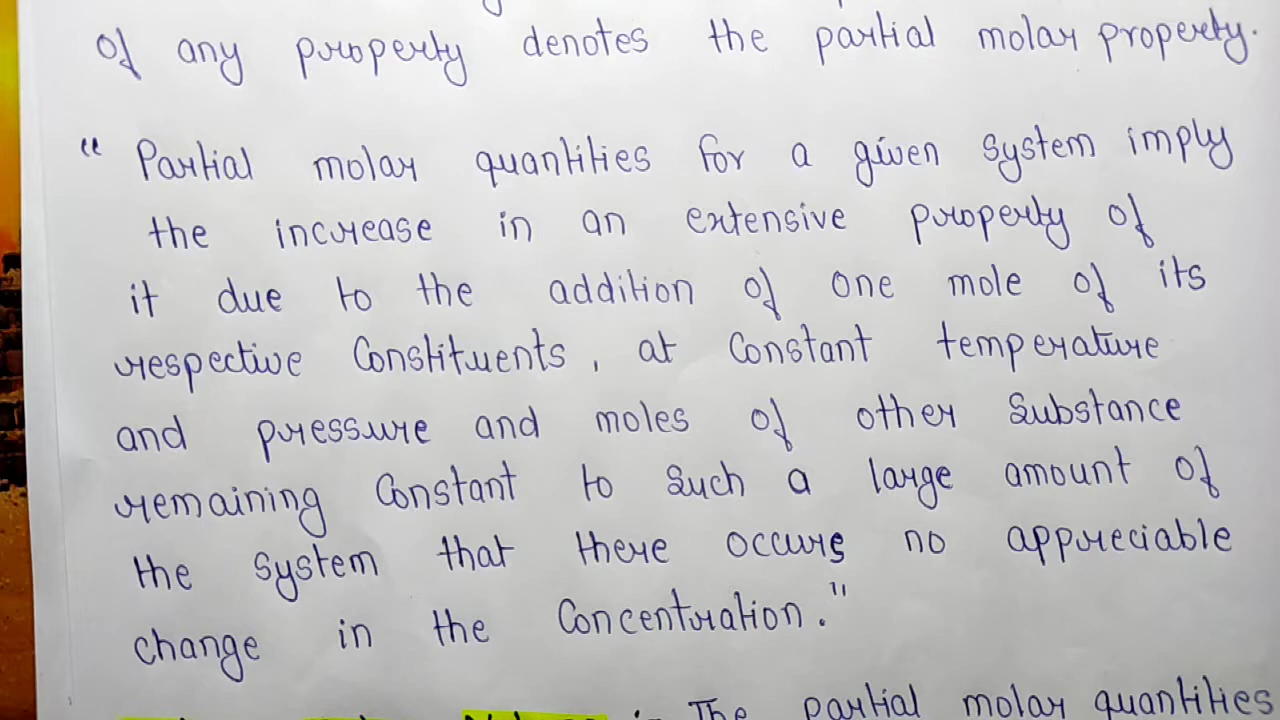 of any property denotes the partial molar property.
" Partial molar quantities for a given system imply
the increase in an extensive property of
it due to the addition of one mole of its
respective Constituents, at Constant temperature
and pressure and moles of other Substance
remaining Constant to such a large amount of
the system that there occurs no appreciable
change in the Concentration."
: The partial molar quantities